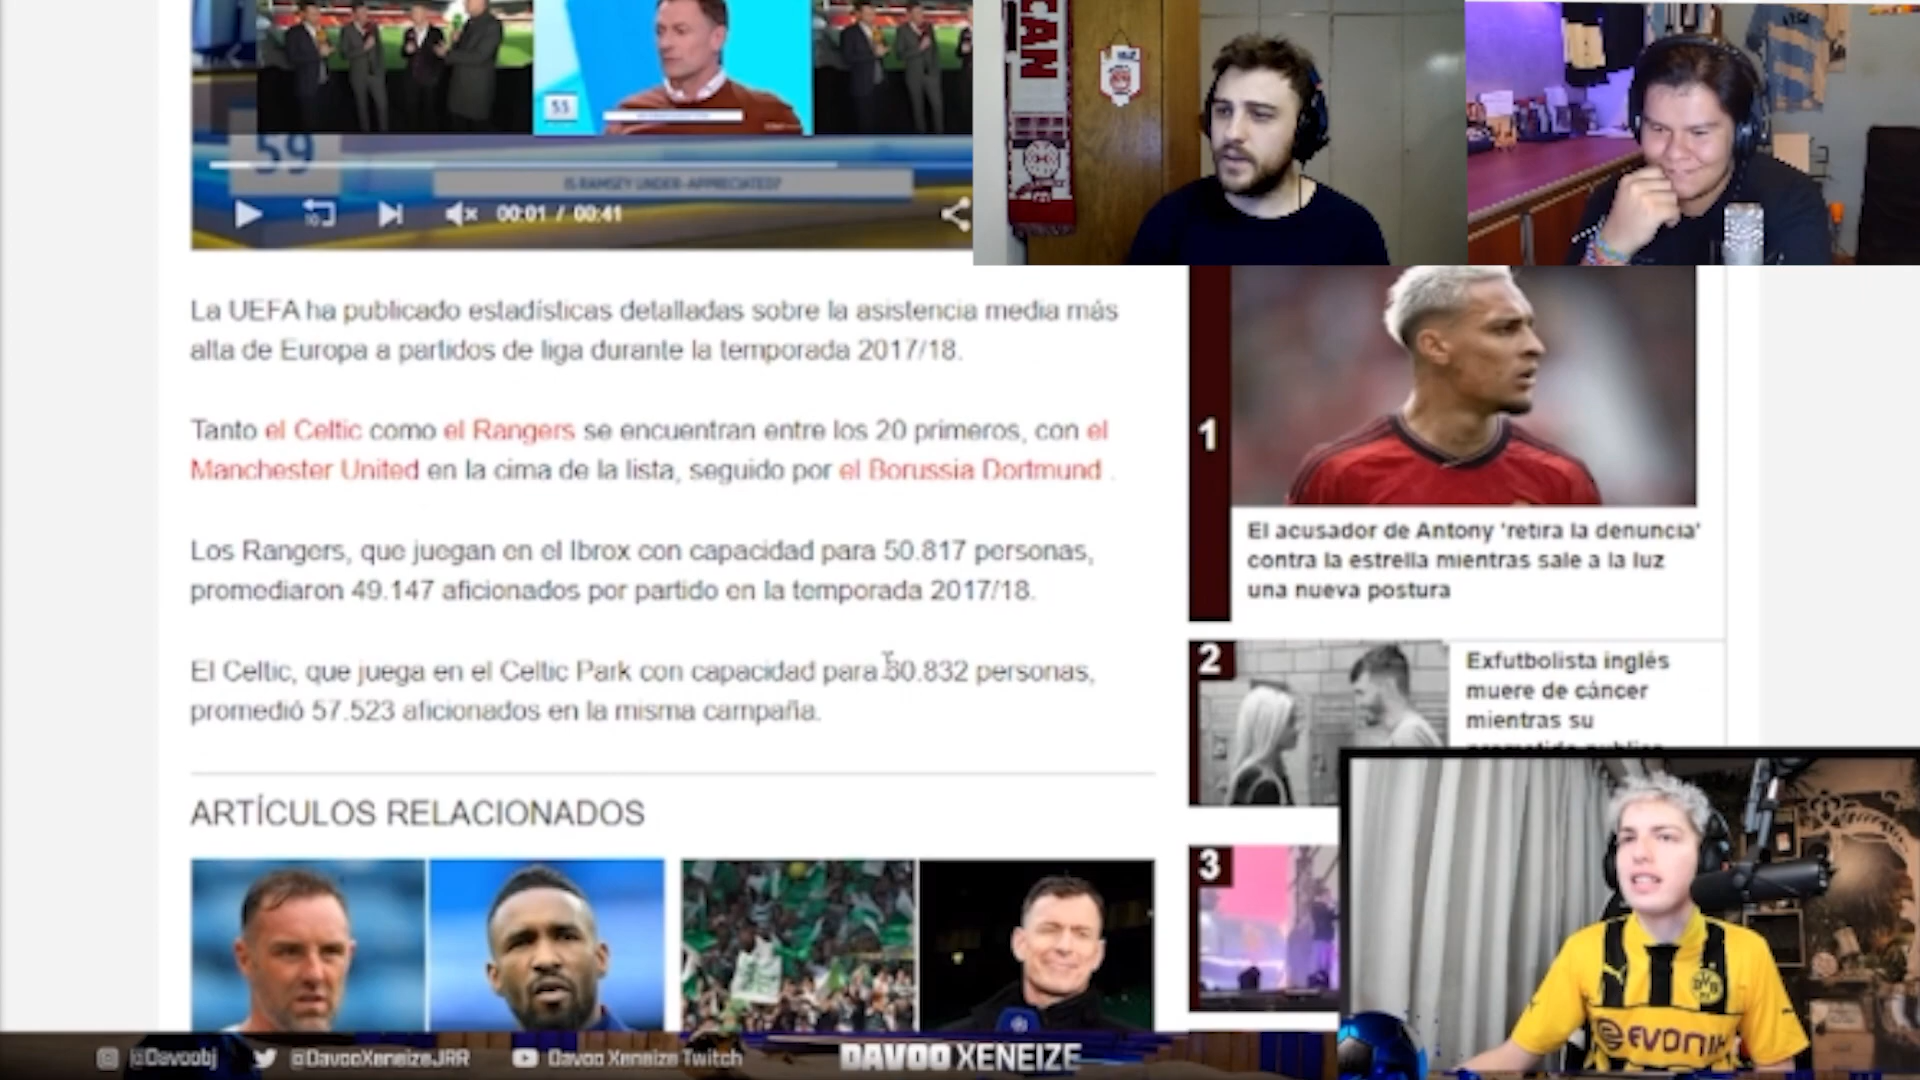 59
55
IS RAMSEY UNDER-APPRECIATED?
10
00:01 / 00:41
CAN
La UEFA ha publicado estadísticas detalladas sobre la asistencia media más
alta de Europa a partidos de liga durante la temporada 2017/18.
Tanto el Celtic como el Rangers se encuentran entre los 20 primeros, con el
Manchester United en la cima de la lista, seguido por el Borussia Dortmund .
Los Rangers, que juegan en el Ibrox con capacidad para 50.817 personas,
promediaron 49.147 aficionados por partido en la temporada 2017/18.
El Celtic, que juega en el Celtic Park con capacidad para 60.832 personas,
promedió 57.523 aficionados en la misma campaña.
ARTÍCULOS RELACIONADOS
1
El acusador de Antony 'retira la denuncia'
contra la estrella mientras sale a la luz
una nueva postura
2
Exfutbolista inglés
muere de cáncer
mientras su
3
BVB
EVONIK
@Davoobj
@DavooXeneizeJRR
Davoo Xeneize Twitch
DAVOO XENEIZE